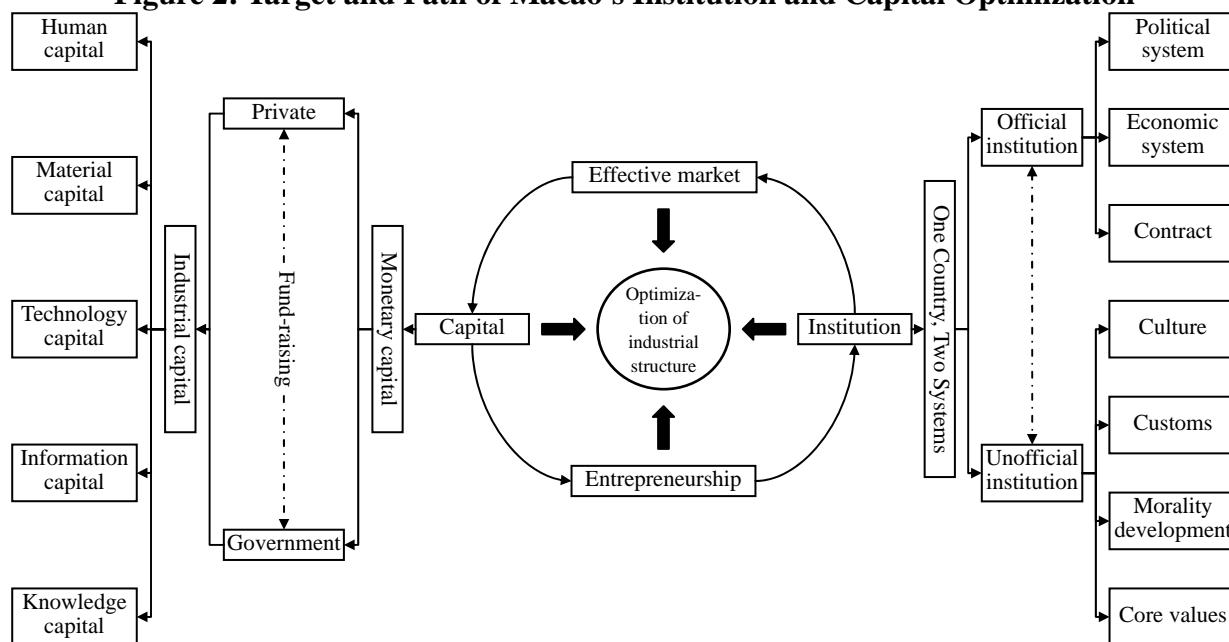 Figure 2: Target and Path of Macao's Institution and Capital Optimization
Human
capital
Material
capital
Technology
capital
Information
capital
Knowledge
capital
Industrial capital
Private
Fund-raising
Government
Monetary capital
Capital
Effective market
Optimiza-
tion of
industrial
structure
Entrepreneurship
Institution
One Country, Two Systems
Official
institution
Unofficial
institution
Political
system
Economic
system
Contract
Culture
Customs
Morality
development
Core values